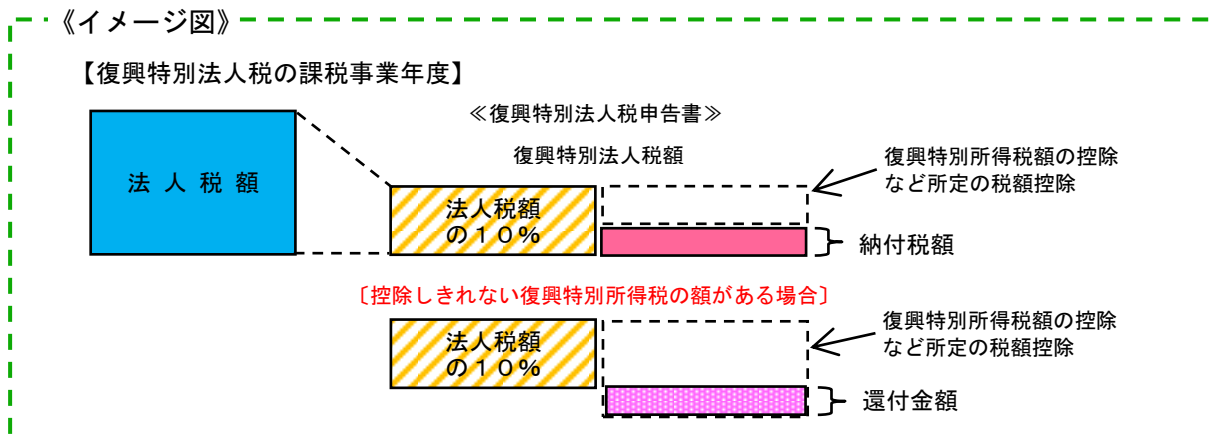 《イメージ図》
【復興特別法人税の課税事業年度】
≪復興特別法人税申告書≫
復興特別法人税額
法人税額
法人税額
の10%
復興特別所得税額の控除
など所定の税額控除
納付税額
〔控除しきれない復興特別所得税の額がある場合〕
法人税額
の10%
復興特別所得税額の控除
など所定の税額控除
還付金額